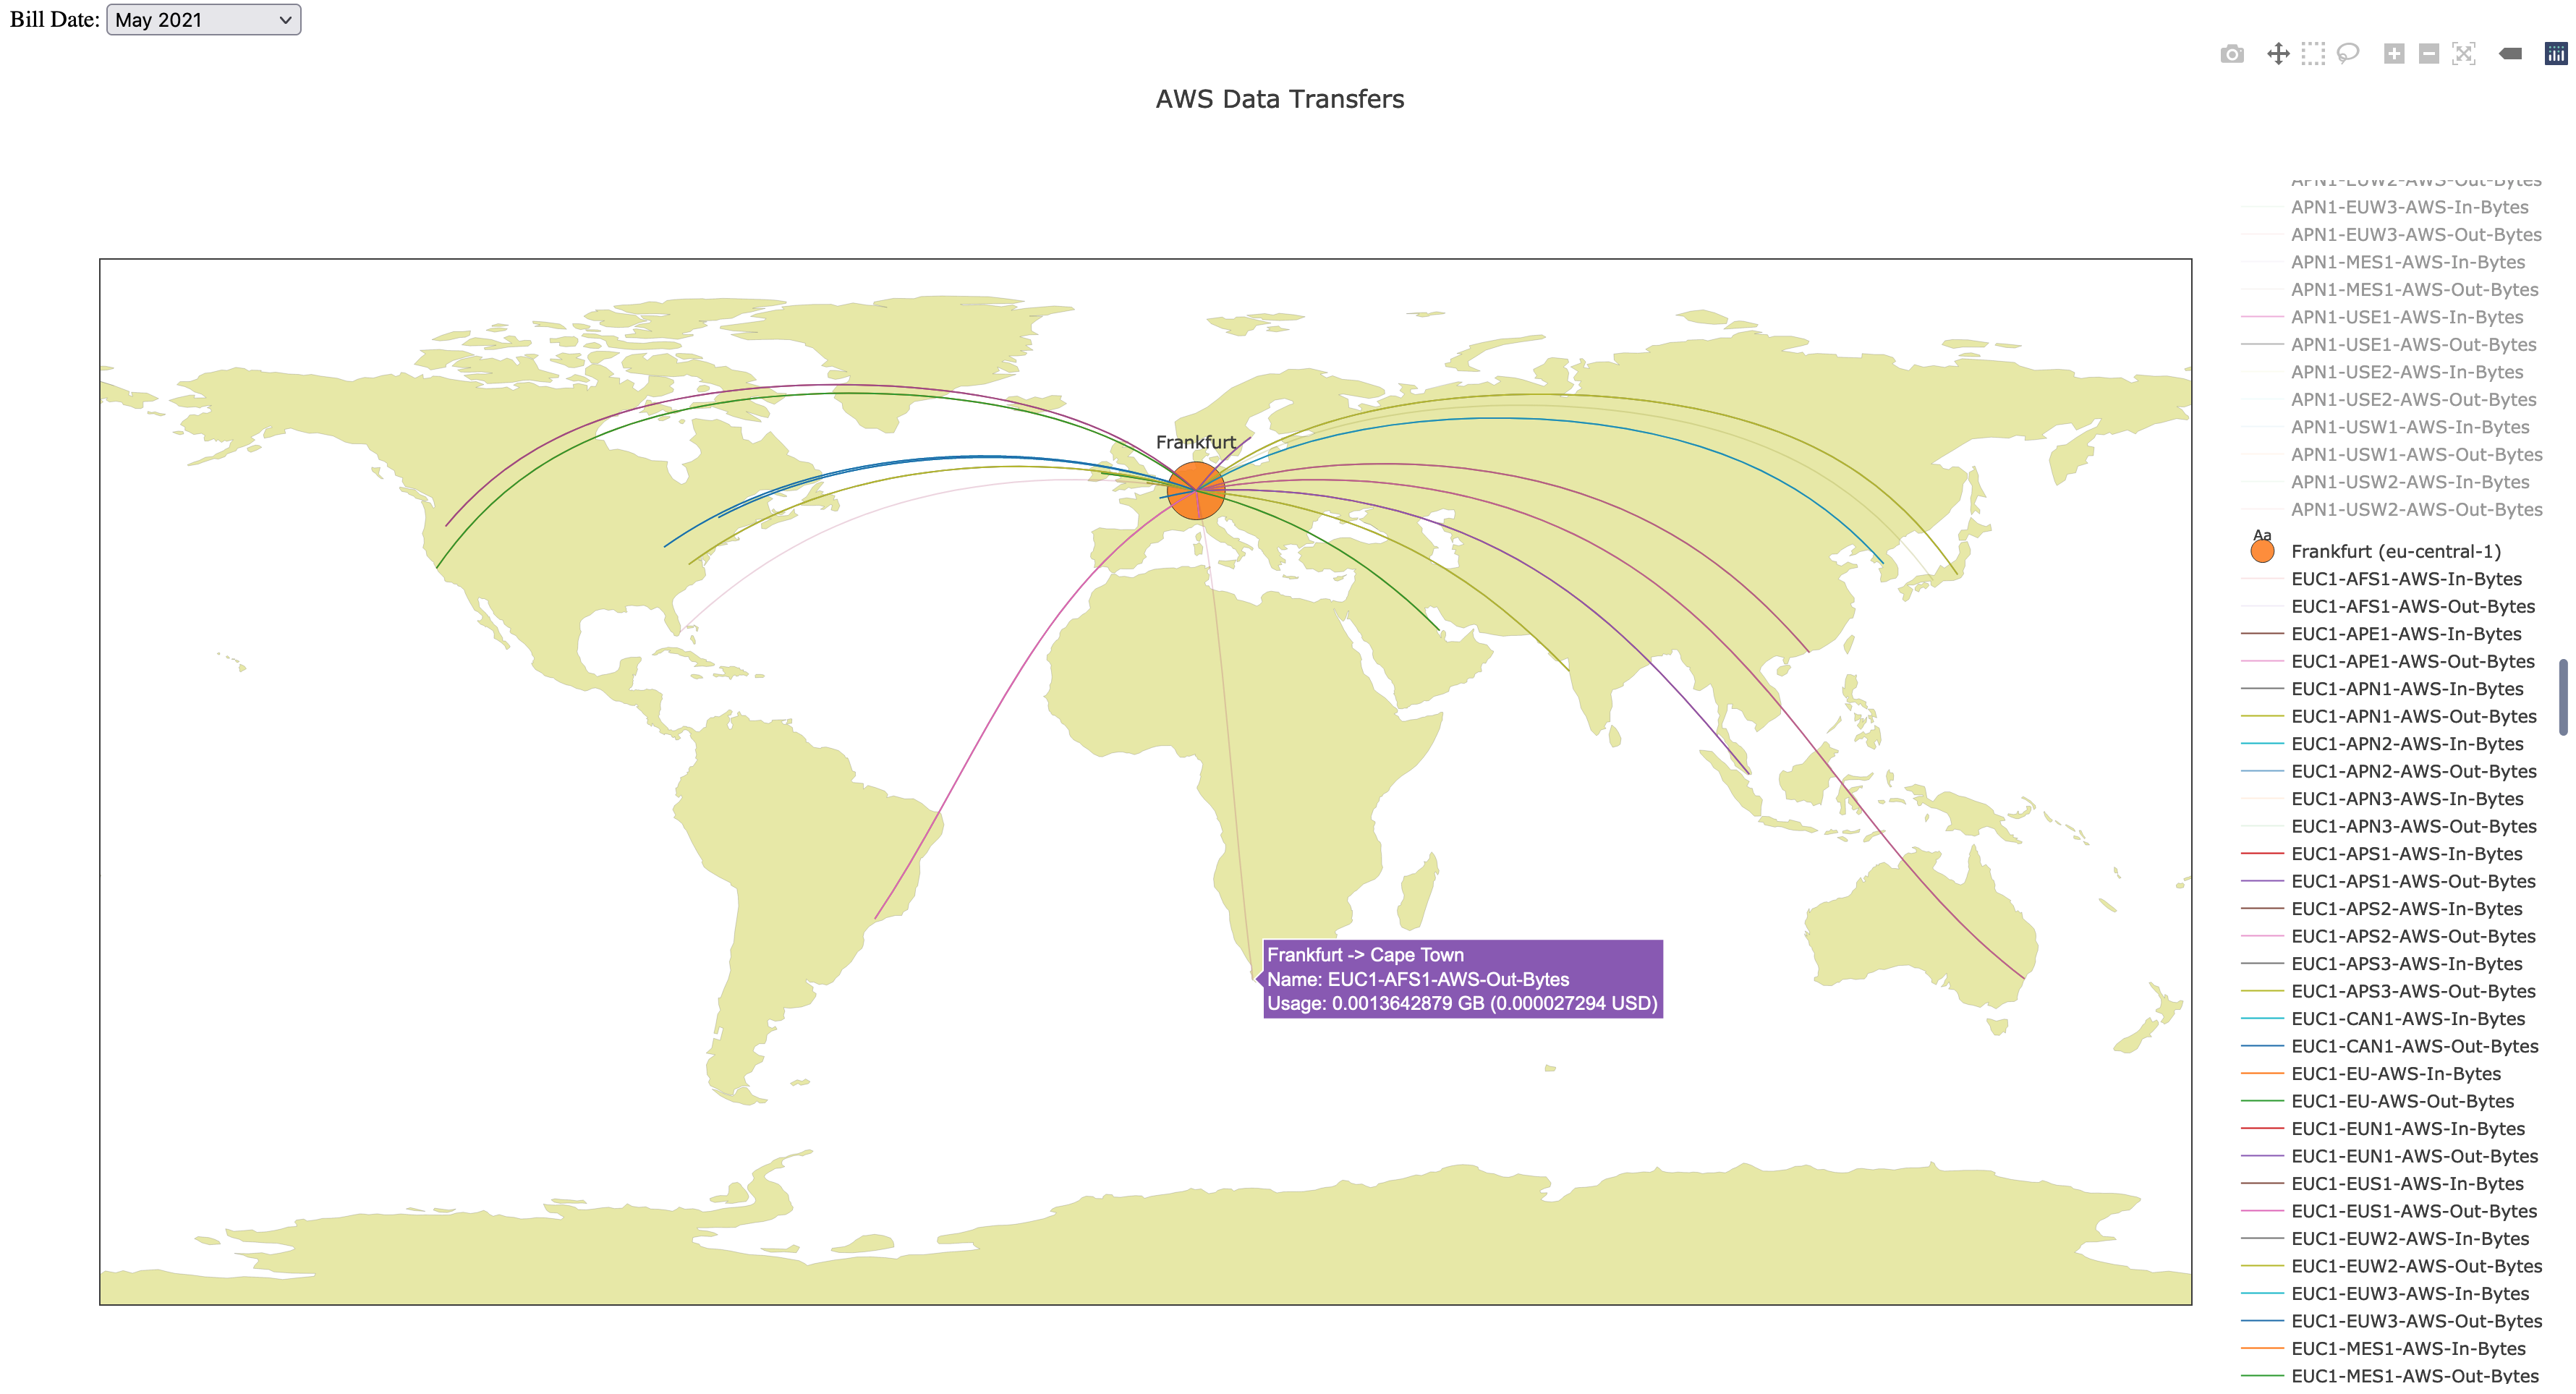 Bill Date: May 2021
AWS Data Transfers
Frankfurt
Frankfurt -> Cape Town
Name: EUC1-AFS1-AWS-Out-Bytes
Usage: 0.0013642879 GB (0.000027294 USD)
APN1-EUW2-AWS-Out-Bytes
APN1-EUW3-AWS-In-Bytes
APN1-EUW3-AWS-Out-Bytes
APN1-MES1-AWS-In-Bytes
APN1-MES1-AWS-Out-Bytes
APN1-USE1-AWS-In-Bytes
APN1-USE1-AWS-Out-Bytes
APN1-USE2-AWS-In-Bytes
APN1-USE2-AWS-Out-Bytes
APN1-USW1-AWS-In-Bytes
APN1-USW1-AWS-Out-Bytes
APN1-USW2-AWS-In-Bytes
APN1-USW2-AWS-Out-Bytes
Aa
Frankfurt (eu-central-1)
EUC1-AFS1-AWS-In-Bytes
EUC1-AFS1-AWS-Out-Bytes
EUC1-APE1-AWS-In-Bytes
EUC1-APE1-AWS-Out-Bytes
EUC1-APN1-AWS-In-Bytes
EUC1-APN1-AWS-Out-Bytes
EUC1-APN2-AWS-In-Bytes
EUC1-APN2-AWS-Out-Bytes
EUC1-APN3-AWS-In-Bytes
EUC1-APN3-AWS-Out-Bytes
EUC1-APS1-AWS-In-Bytes
EUC1-APS1-AWS-Out-Bytes
EUC1-APS2-AWS-In-Bytes
EUC1-APS2-AWS-Out-Bytes
EUC1-APS3-AWS-In-Bytes
EUC1-APS3-AWS-Out-Bytes
EUC1-CAN1-AWS-In-Bytes
EUC1-CAN1-AWS-Out-Bytes
EUC1-EU-AWS-In-Bytes
EUC1-EU-AWS-Out-Bytes
EUC1-EUN1-AWS-In-Bytes
EUC1-EUN1-AWS-Out-Bytes
EUC1-EUS1-AWS-In-Bytes
EUC1-EUS1-AWS-Out-Bytes
EUC1-EUW2-AWS-In-Bytes
EUC1-EUW2-AWS-Out-Bytes
EUC1-EUW3-AWS-In-Bytes
EUC1-EUW3-AWS-Out-Bytes
EUC1-MES1-AWS-In-Bytes
EUC1-MES1-AWS-Out-Bytes